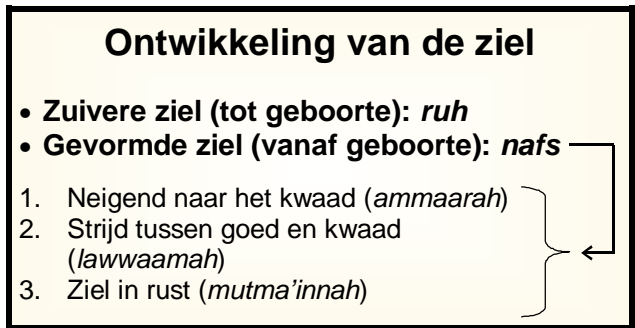 Ontwikkeling van de ziel
• Zuivere ziel (tot geboorte): ruh
• Gevormde ziel (vanaf geboorte): nafs
1. Neigend naar het kwaad (ammaarah)
2. Strijd tussen goed en kwaad
(lawwaamah)
3. Ziel in rust (mutma'innah)